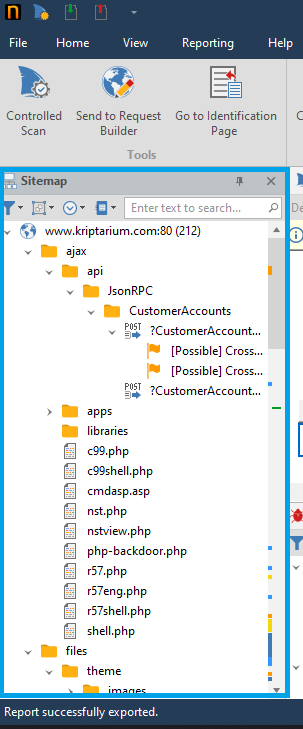 n
File Home View Reporting Help
Controlled Scan
Send to Request Builder
Go to Identification Page
Tools
Sitemap
Enter text to search...
www.kriptarium.com:80 (212)
ajax
api
JsonRPC
CustomerAccounts
POST ?CustomerAccount...
[Possible] Cross...
[Possible] Cross...
POST ?CustomerAccount...
apps
libraries
c99.php
c99shell.php
cmdasp.asp
nst.php
nstview.php
php-backdoor.php
r57.php
r57eng.php
r57shell.php
shell.php
files
theme
images
Report successfully exported.